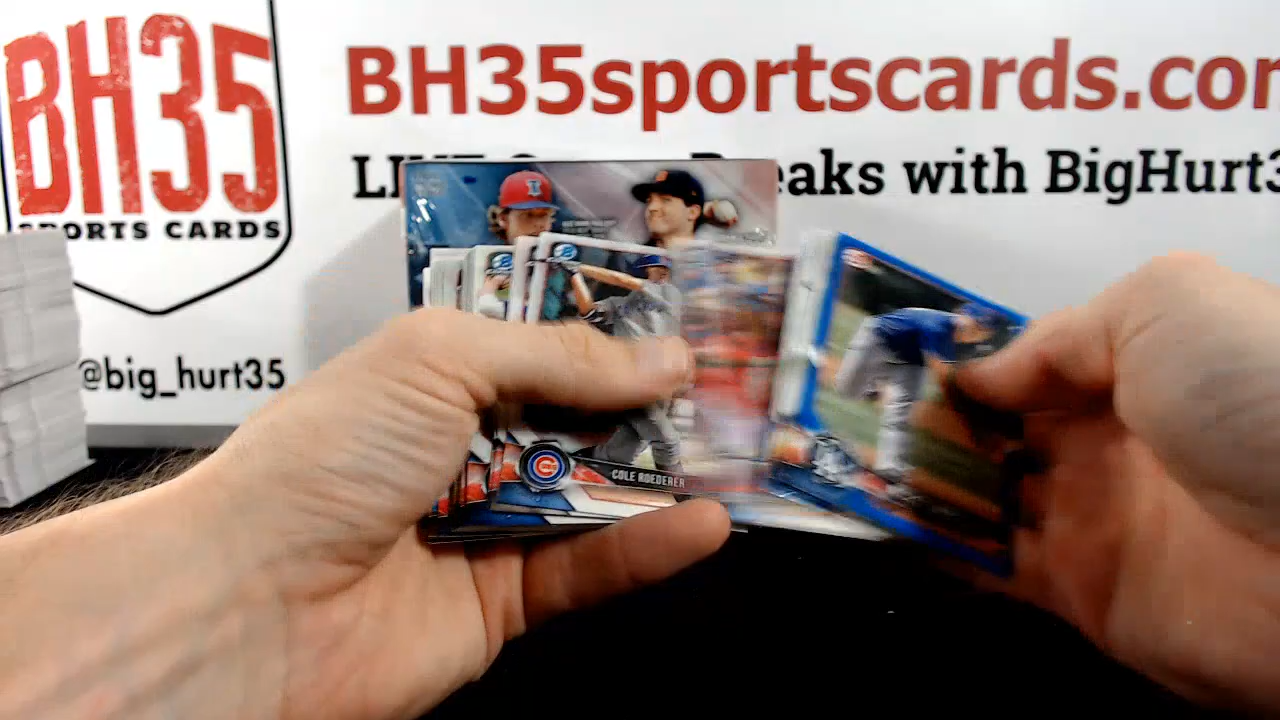 BH35
SPORTS CARDS
@big_hurt35
BH35sportscards.co
eaks with BigHurt3
COLE ROEDERER